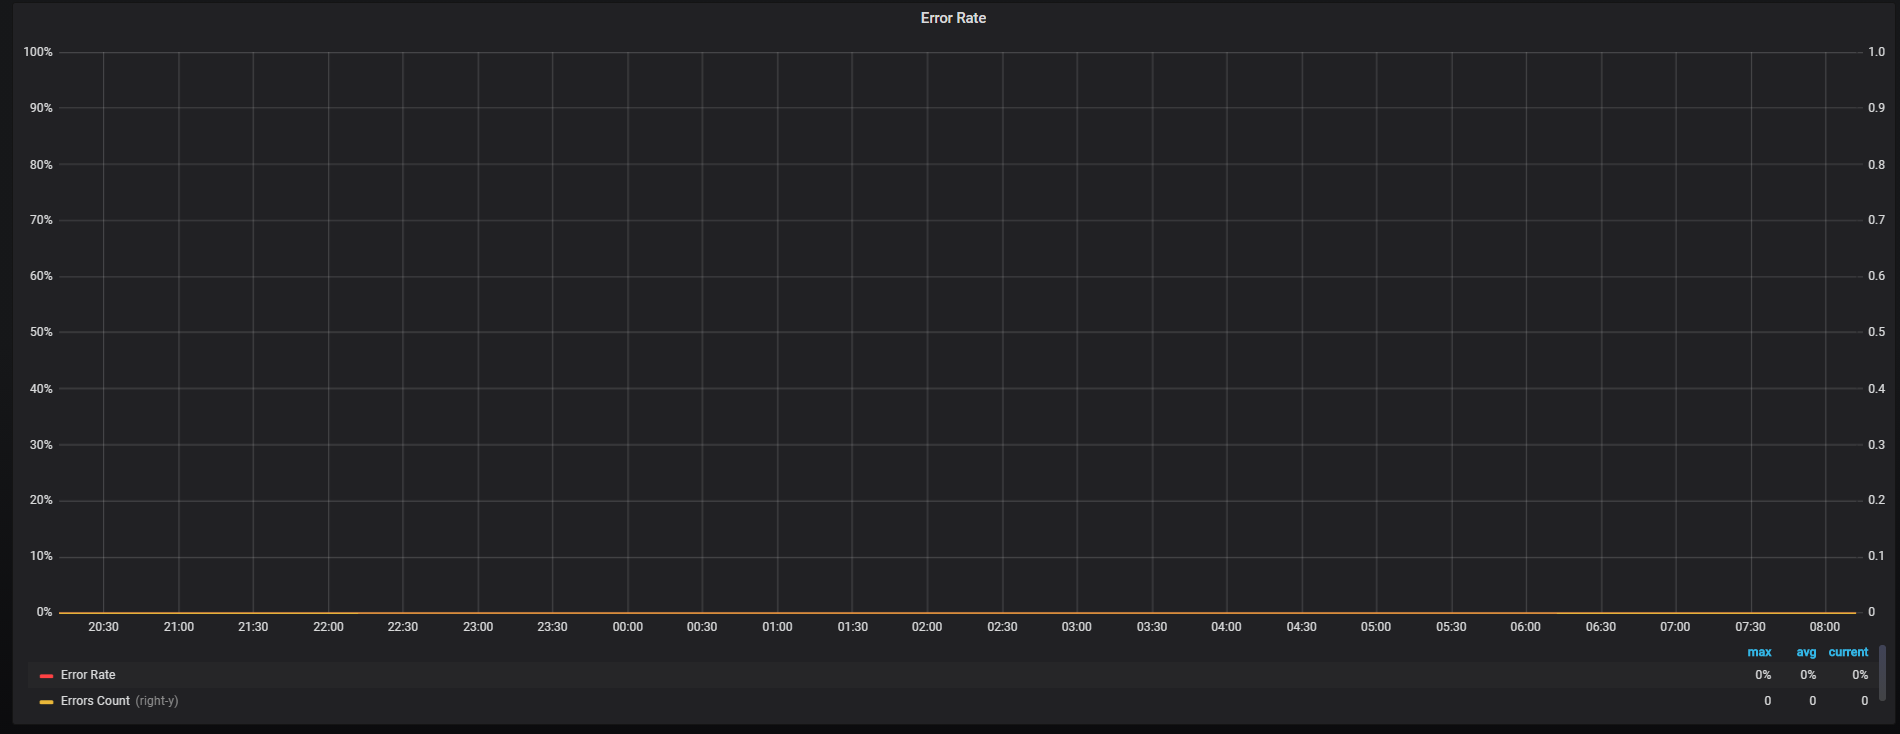 Error Rate
100% 1.0
90% 0.9
80% 0.8
70% 0.7
60% 0.6
50% 0.5
40% 0.4
30% 0.3
20% 0.2
10% 0.1
0% 0
20:30 21:00 21:30 22:00 22:30 23:00 23:30 00:00 00:30 01:00 01:30 02:00 02:30 03:00 03:30 04:00 04:30 05:00 05:30 06:00 06:30 07:00 07:30 08:00
max avg current
Error Rate 0% 0% 0%
Errors Count (right-y) 0 0 0